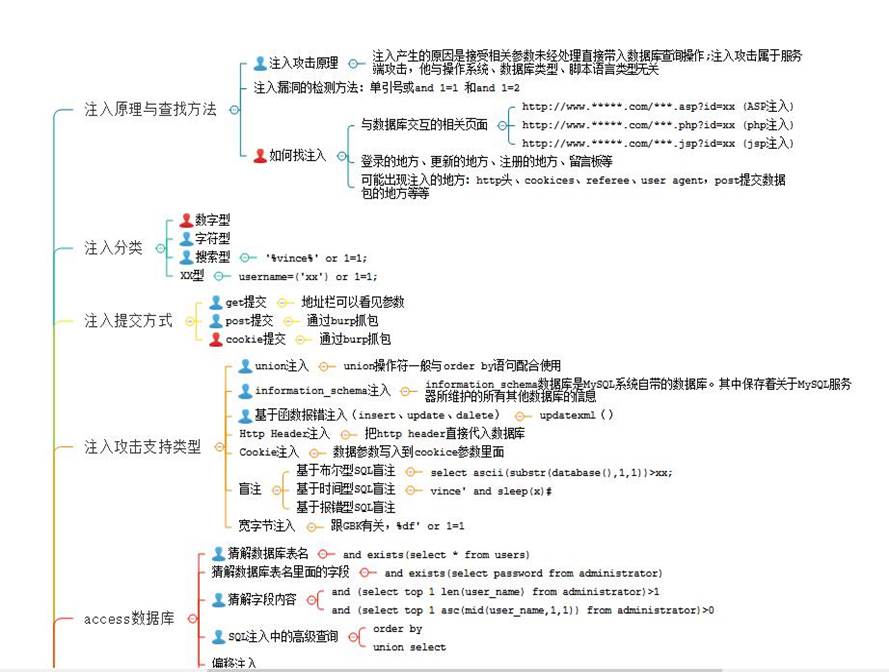 注入原理与查找方法
注入攻击原理
注入产生的原因是接受相关参数未经处理直接带入数据库查询操作;注入攻击属于服务
端攻击，他与操作系统、数据库类型、脚本语言类型无关
注入漏洞的检测方法：单引号或and 1=1 和and 1=2
如何找注入
与数据库交互的相关页面
http://www.*****.com/***.asp?id=xx (ASP注入)
http://www.*****.com/***.php?id=xx (php注入)
http://www.*****.com/***.jsp?id=xx (jsp注入)
登录的地方、更新的地方、注册的地方、留言板等
可能出现注入的地方：http头、cookices、referee、user agent，post提交数据
包的地方等等
注入分类
数字型
字符型
搜索型
'%vince%' or 1=1;
XX型
username=('xx') or 1=1;
注入提交方式
get提交
地址栏可以看见参数
post提交
通过burp抓包
cookie提交
通过burp抓包
注入攻击支持类型
union注入
union操作符一般与order by语句配合使用
information_schema注入
information_schema数据库是MySQL系统自带的数据库。其中保存着关于MySQL服务
器所维护的所有其他数据库的信息
基于函数报错注入（insert、update、dalete）
updatexml（）
Http Header注入
把http header直接代入数据库
Cookie注入
数据参数写入到cookice参数里面
盲注
基于布尔型SQL盲注
select ascii(substr(database(),1,1))>xx;
基于时间型SQL盲注
vince' and sleep(x)#
基于报错型SQL盲注
宽字节注入
跟GBK有关，%df' or 1=1
access数据库
猜解数据库表名
and exists(select * from users)
猜解数据库表名里面的字段
and exists(select password from administrator)
猜解字段内容
and (select top 1 len(user_name) from administrator)>1
and (select top 1 asc(mid(user_name,1,1)) from administrator)>0
SQL注入中的高级查询
order by
union select
偏移注入